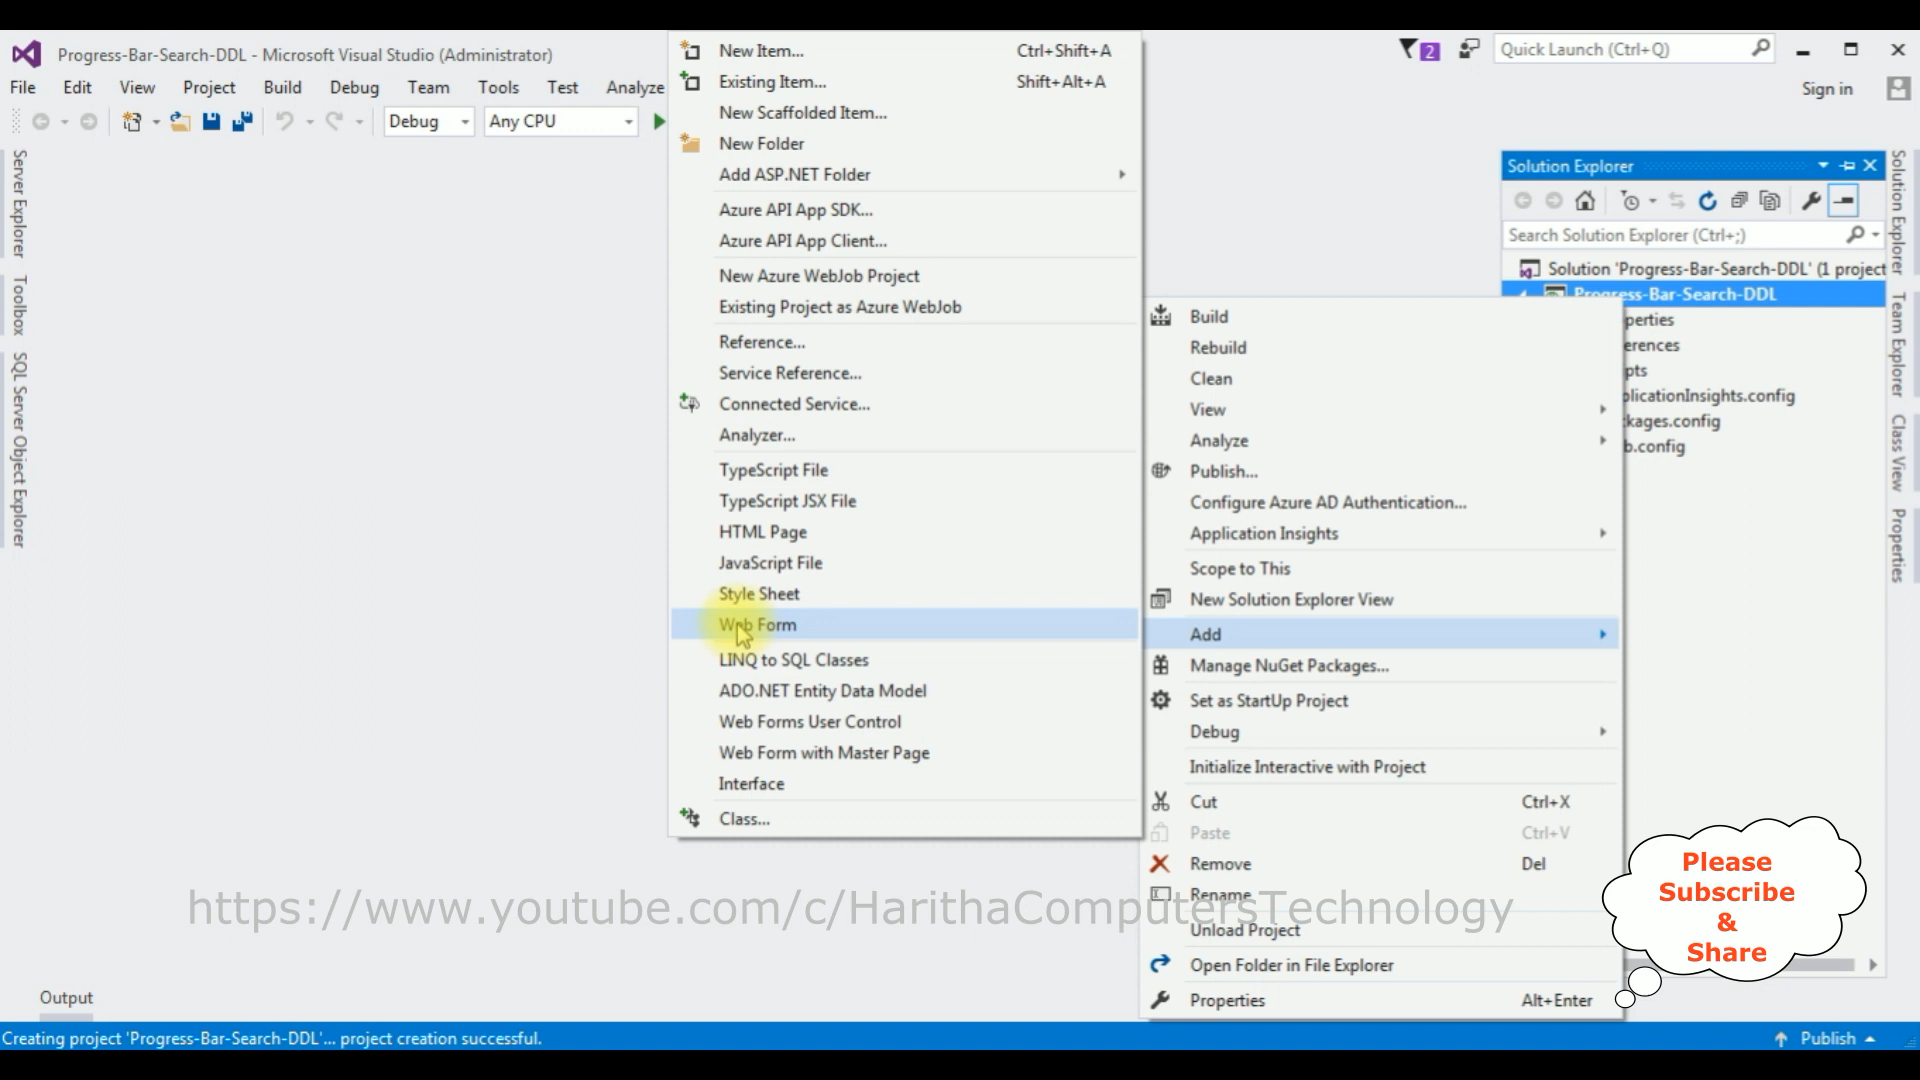 Progress-Bar-Search-DDL - Microsoft Visual Studio (Administrator)
2
Quick Launch (Ctrl+Q)
File Edit View Project Build Debug Team Tools Test Analyze
Sign in
Debug
Any CPU
Server Explorer
Toolbox
SQL Server Object Explorer
New Item... Ctrl+Shift+A
Existing Item... Shift+Alt+A
New Scaffolded Item...
New Folder
Add ASP.NET Folder
Azure API App SDK...
Azure API App Client...
New Azure WebJob Project
Existing Project as Azure WebJob
Reference...
Service Reference...
Connected Service...
Analyzer...
TypeScript File
TypeScript JSX File
HTML Page
JavaScript File
Style Sheet
Web Form
LINQ to SQL Classes
ADO.NET Entity Data Model
Web Forms User Control
Web Form with Master Page
Interface
Class...
Build
Rebuild
Clean
View
Analyze
Publish...
Configure Azure AD Authentication...
Application Insights
Scope to This
New Solution Explorer View
Add
Manage NuGet Packages...
Set as StartUp Project
Debug
Initialize Interactive with Project
Cut Ctrl+X
Paste Ctrl+V
Remove Del
Rename
Unload Project
Open Folder in File Explorer
Properties Alt+Enter
Solution Explorer
Search Solution Explorer (Ctrl+;)
Solution 'Progress-Bar-Search-DDL' (1 project
Progress-Bar-Search-DDL
perties
erences
pts
plicationInsights.config
kages.config
b.config
Solution Explorer
Team Explorer
Class View
Properties
https://www.youtube.com/c/HarithaComputersTechnology
Please
Subscribe
&
Share
Output
Creating project 'Progress-Bar-Search-DDL'... project creation successful.
Publish